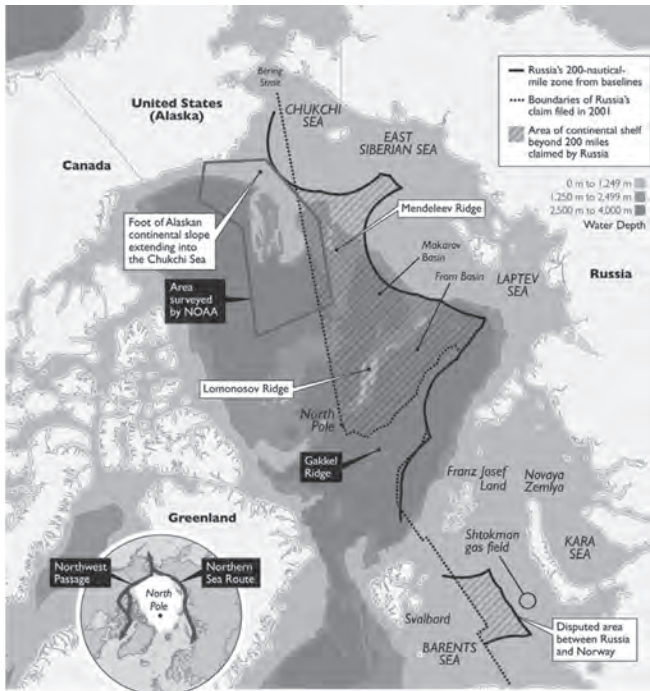 Bering
Strait
United States
(Alaska)
CHUKCHI
SEA
EAST
SIBERIAN SEA
Canada
Russia's 200-nautical-
mile zone from baselines
Boundaries of Russia's
claim filed in 2001
Area of continental shelf
beyond 200 miles
claimed by Russia
0 m to 1,249 m
1,250 m to 2,499 m
2,500 m to 4,000 m
Water Depth
Foot of Alaskan
continental slope
extending into
the Chukchi Sea
Mendeleev Ridge
Makarov
Basin
Fram Basin
LAPTEV
SEA
Russia
Area
surveyed
by NOAA
Lomonosov Ridge
North
Pole
Gakkel
Ridge
Franz Josef
Land
Novaya
Zemlya
Greenland
Shtokman
gas field
KARA
SEA
Northwest
Passage
Northern
Sea Route
North
Pole
Svalbard
BARENTS
SEA
Disputed area
between Russia
and Norway